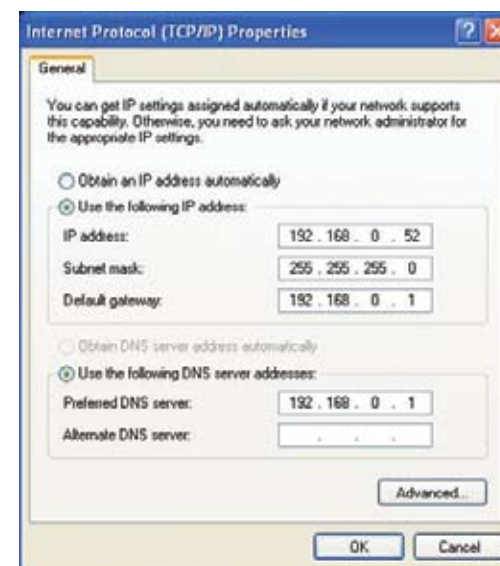 Internet Protocol (TCP/IP) Properties
General
You can get IP settings assigned automatically if your network supports
this capability. Otherwise, you need to ask your network administrator for
the appropriate IP settings.
Obtain an IP address automatically
Use the following IP address:
IP address: 192 . 168 . 0 . 52
Subnet mask: 255 . 255 . 255 . 0
Default gateway: 192 . 168 . 0 . 1
Obtain DNS server address automatically
Use the following DNS server addresses:
Preferred DNS server: 192 . 168 . 0 . 1
Alternate DNS server: . . .
Advanced...
OK Cancel